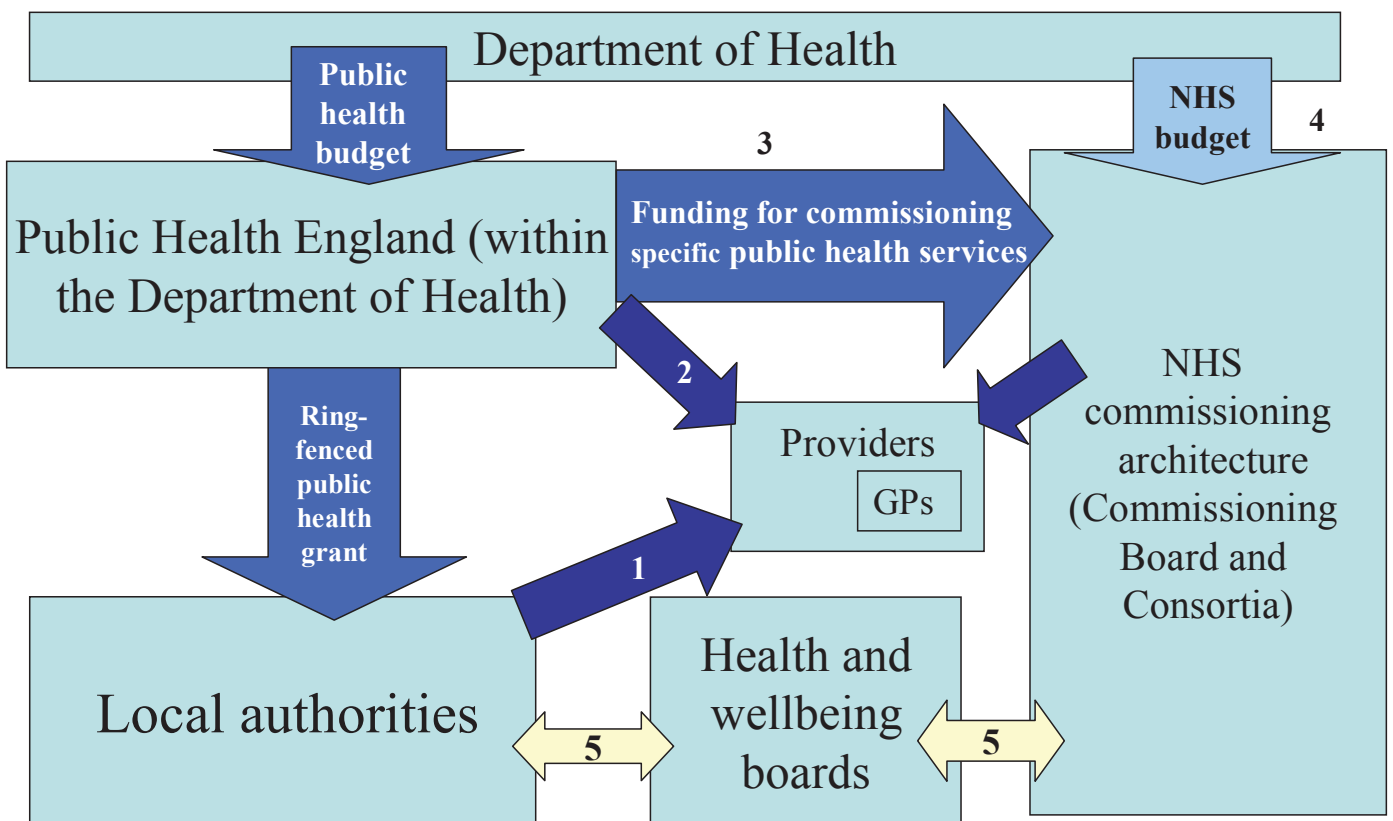 Department of Health
Public
health
budget
NHS
budget
4
3
Public Health England (within
the Department of Health)
Funding for commissioning
specific public health services
2
Ring-
fenced
public
health
grant
Providers
GPs
NHS
commissioning
architecture
(Commissioning
Board and
Consortia)
1
Local authorities
5
Health and
wellbeing
boards
5